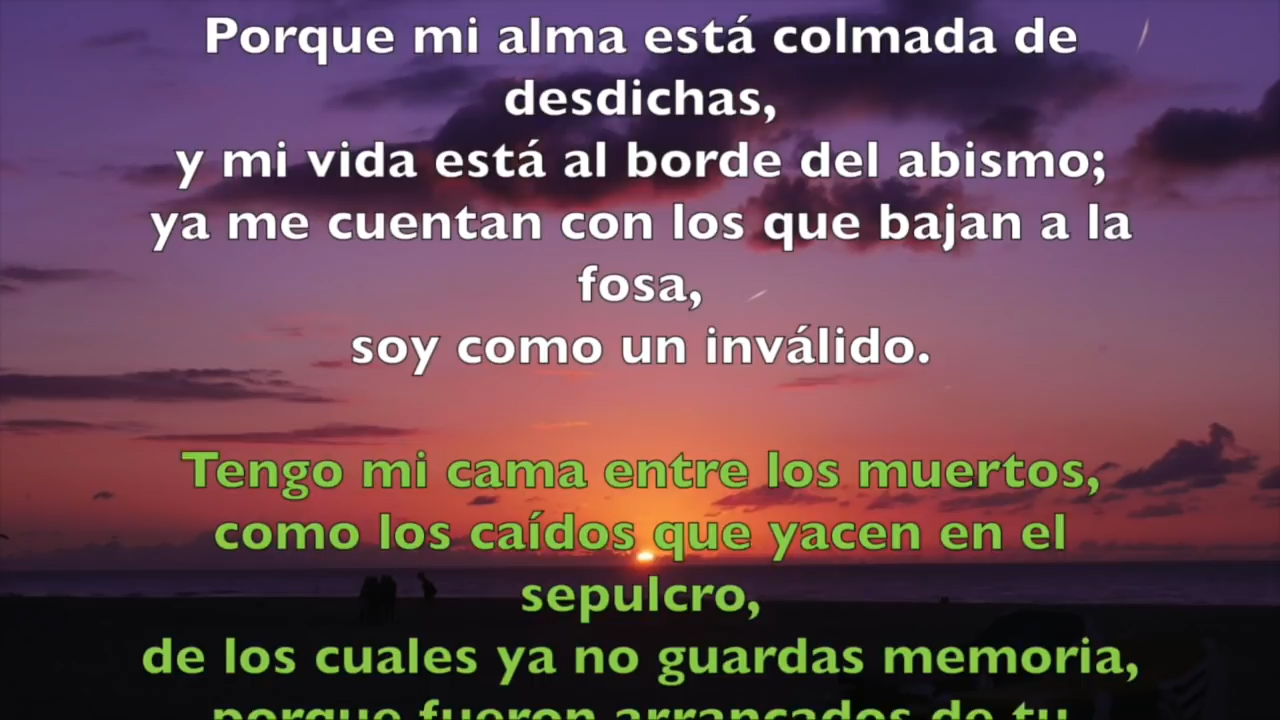 Porque mi alma está colmada de
desdichas,
y mi vida está al borde del abismo;
ya me cuentan con los que bajan a la
fosa,
soy como un inválido.
Tengo mi cama entre los muertos,
como los caídos que yacen en el
sepulcro,
de los cuales ya no guardas memoria,
porque fueron arrancados de tu